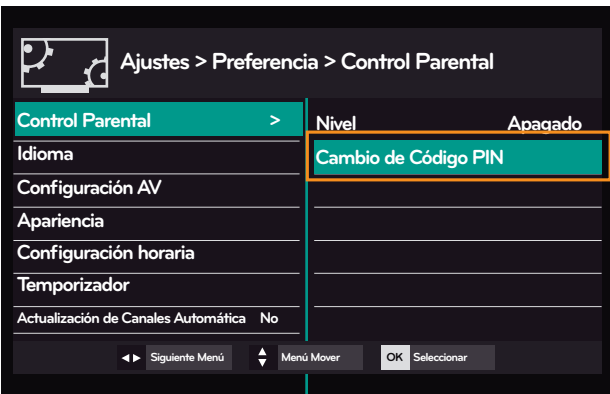 Ajustes > Preferencia > Control Parental
Control Parental >
Nivel Apagado
Idioma
Cambio de Código PIN
Configuración AV
Apariencia
Configuración horaria
Temporizador
Actualización de Canales Automática No
Siguiente Menú Menú Mover OK Seleccionar